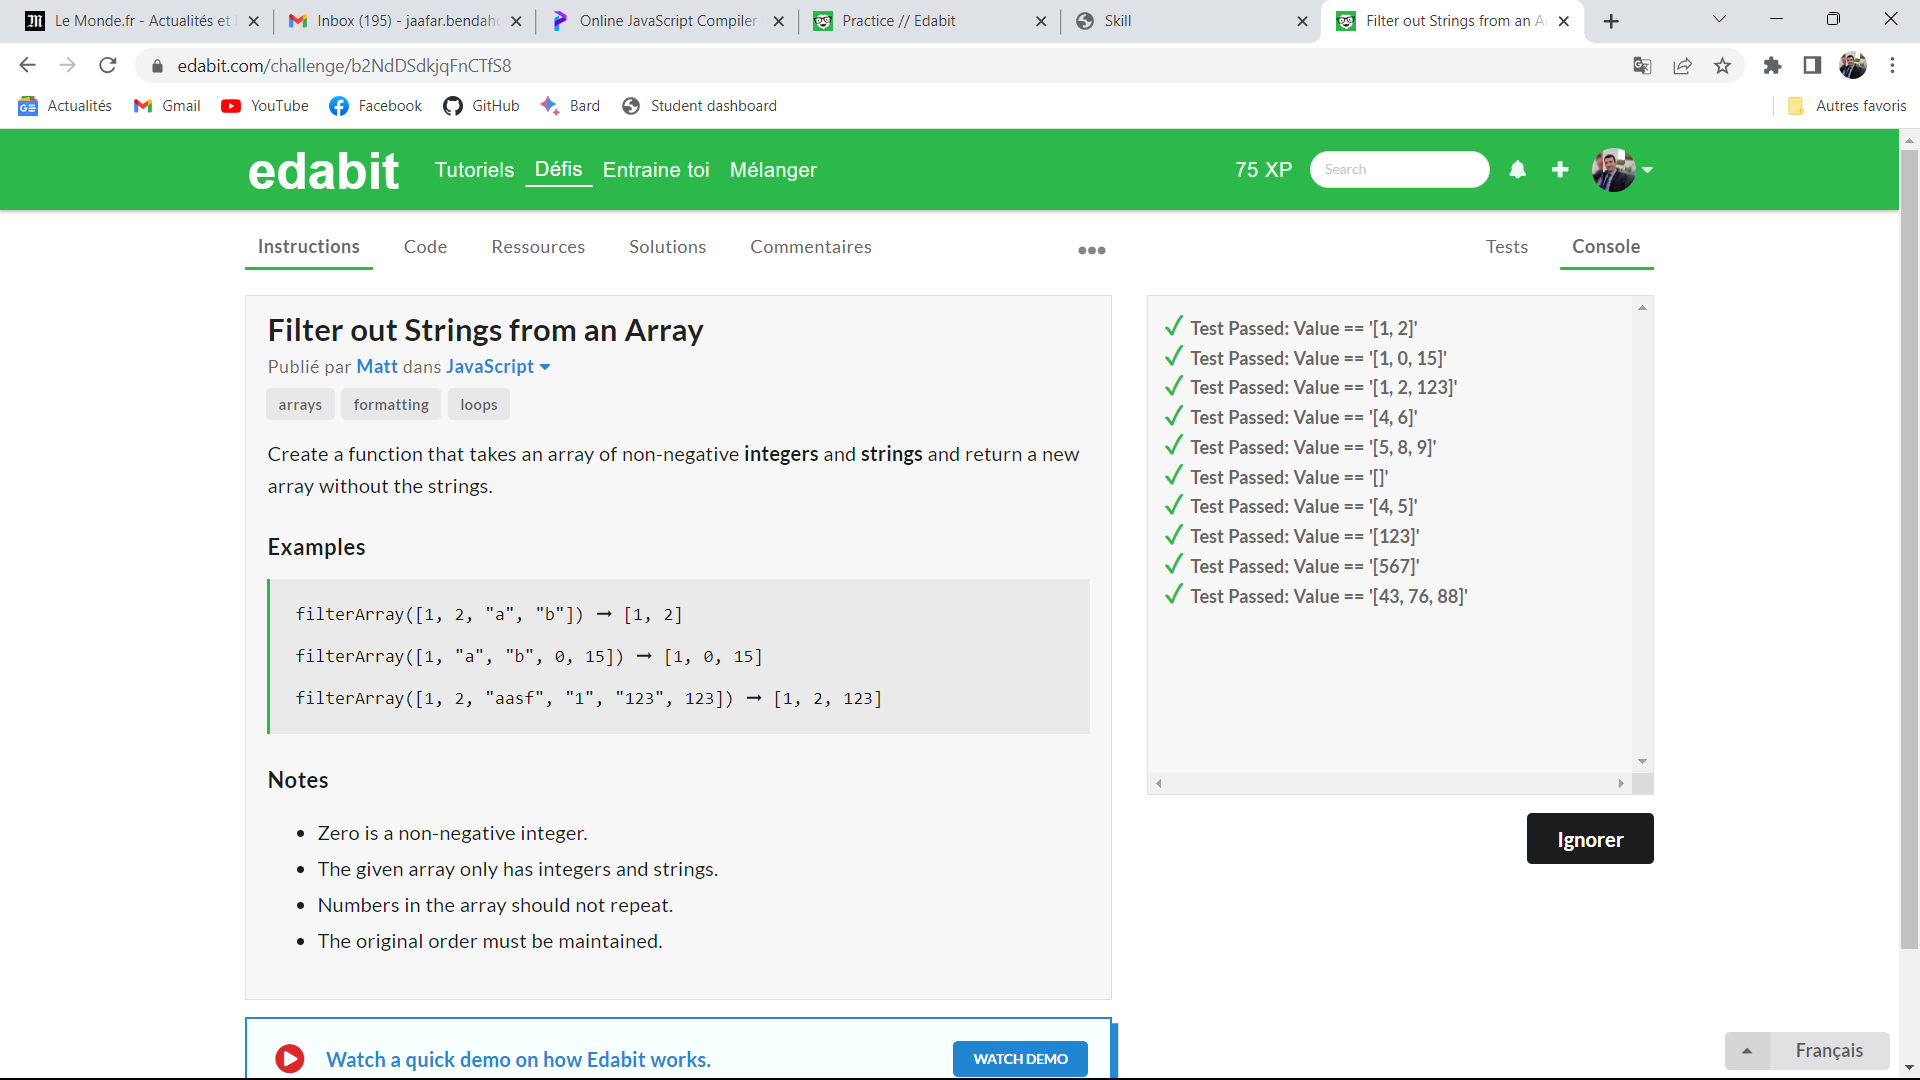 Le Monde.fr - Actualités et
Inbox (195) - jaafar.bendah
Online JavaScript Compiler
Practice // Edabit
Skill
Filter out Strings from an A
edabit.com/challenge/b2NdDSdkjqFnCTfS8
Actualités
Gmail
YouTube
Facebook
GitHub
Bard
Student dashboard
Autres favoris
edabit
Tutoriels
Défis
Entraine toi
Mélanger
75 XP
Search
Instructions
Code
Ressources
Solutions
Commentaires
Tests
Console
Filter out Strings from an Array
Publié par Matt dans JavaScript
arrays
formatting
loops
Create a function that takes an array of non-negative integers and strings and return a new
array without the strings.
Examples
filterArray([1, 2, "a", "b"]) ➞ [1, 2]
filterArray([1, "a", "b", 0, 15]) ➞ [1, 0, 15]
filterArray([1, 2, "aasf", "1", "123", 123]) ➞ [1, 2, 123]
Notes
• Zero is a non-negative integer.
• The given array only has integers and strings.
• Numbers in the array should not repeat.
• The original order must be maintained.
Test Passed: Value == '[1, 2]'
Test Passed: Value == '[1, 0, 15]'
Test Passed: Value == '[1, 2, 123]'
Test Passed: Value == '[4, 6]'
Test Passed: Value == '[5, 8, 9]'
Test Passed: Value == '[]'
Test Passed: Value == '[4, 5]'
Test Passed: Value == '[123]'
Test Passed: Value == '[567]'
Test Passed: Value == '[43, 76, 88]'
Ignorer
Watch a quick demo on how Edabit works.
WATCH DEMO
Français